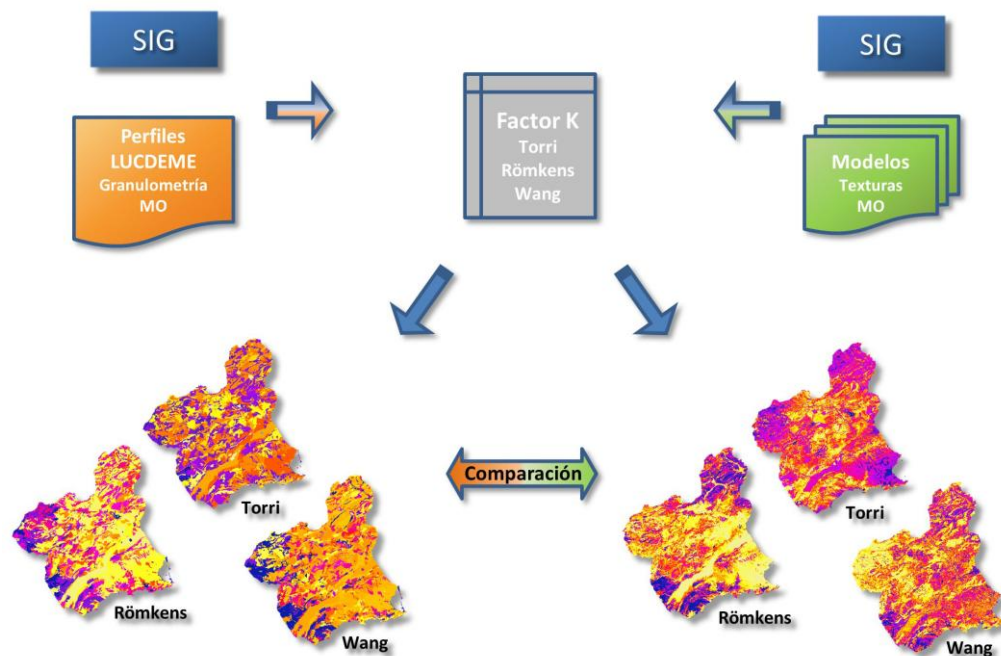 SIG
SIG
Perfiles
LUCDEME
Granulometría
MO
Factor K
Torri
Römkens
Wang
Modelos
Texturas
MO
Torri
Römkens
Wang
Comparación
Torri
Römkens
Wang